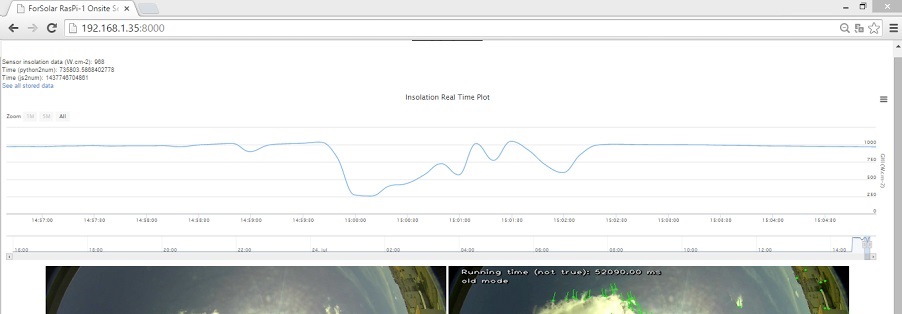 ForSolar RasPi-1 Onsite So
192.168.1.35:8000
Sensor insolation data (W.cm-2): 968
Time (python2num): 735803.5868402778
Time (js2num): 1437746704861
See all stored data
Insolation Real Time Plot
Zoom 1W 1M All
1000
750
500
250
0
GHI (W.m-2)
14:57:00 14:57:30 14:58:00 14:58:30 14:59:00 14:59:30 15:00:00 15:00:30 15:01:00 15:01:30 15:02:00 15:02:30 15:03:00 15:03:30 15:04:00 15:04:30
16:00 18:00 20:00 22:00 24. Jul 02:00 04:00 06:00 08:00 10:00 12:00 14:00
Running time (not true): 52090.00 ms
old mode